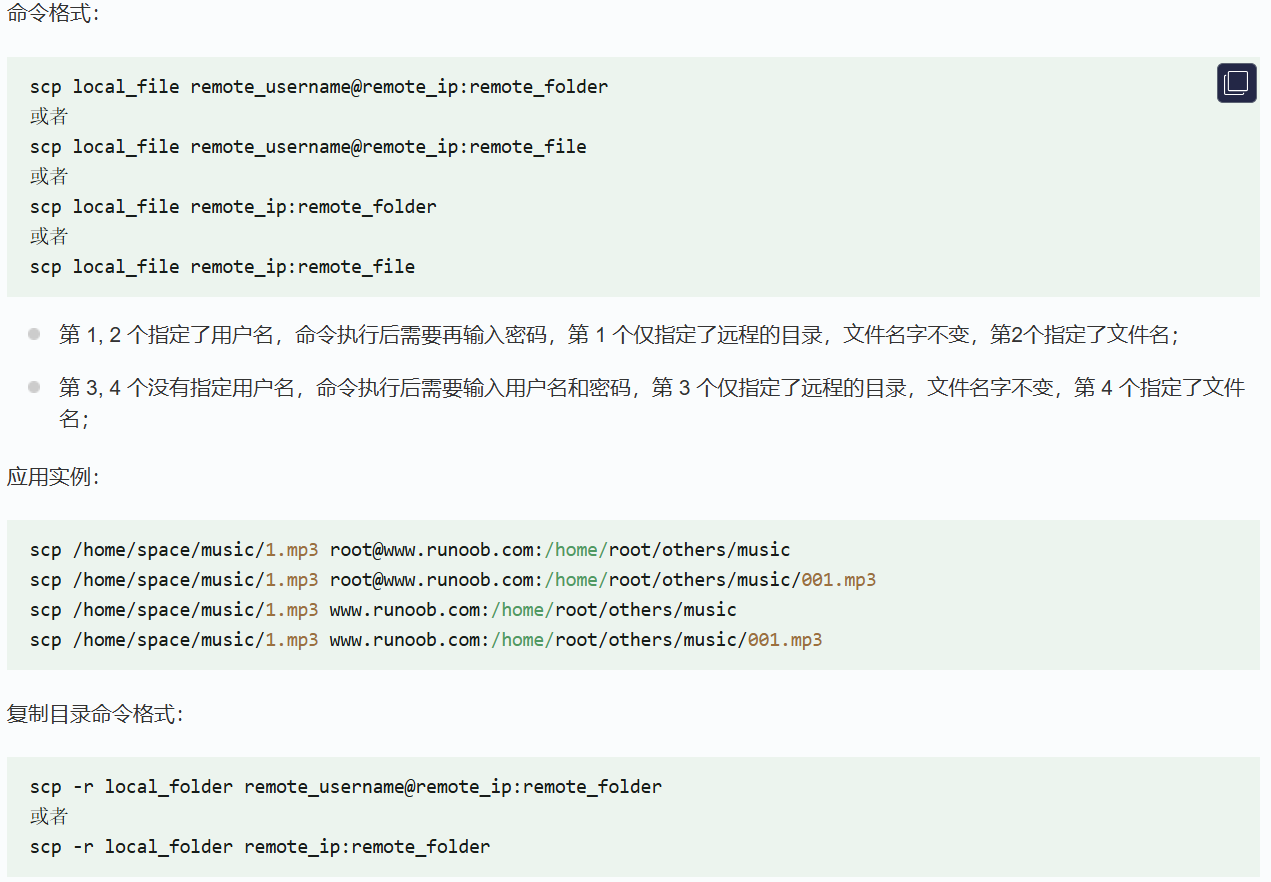 命令格式：
scp local_file remote_username@remote_ip:remote_folder
或者
scp local_file remote_username@remote_ip:remote_file
或者
scp local_file remote_ip:remote_folder
或者
scp local_file remote_ip:remote_file
第 1, 2 个指定了用户名，命令执行后需要再输入密码，第 1 个仅指定了远程的目录，文件名字不变，第2个指定了文件名；
第 3, 4 个没有指定用户名，命令执行后需要输入用户名和密码，第 3 个仅指定了远程的目录，文件名字不变，第 4 个指定了文件
名；
应用实例：
scp /home/space/music/1.mp3 root@www.runoob.com:/home/root/others/music
scp /home/space/music/1.mp3 root@www.runoob.com:/home/root/others/music/001.mp3
scp /home/space/music/1.mp3 www.runoob.com:/home/root/others/music
scp /home/space/music/1.mp3 www.runoob.com:/home/root/others/music/001.mp3
复制目录命令格式：
scp -r local_folder remote_username@remote_ip:remote_folder
或者
scp -r local_folder remote_ip:remote_folder